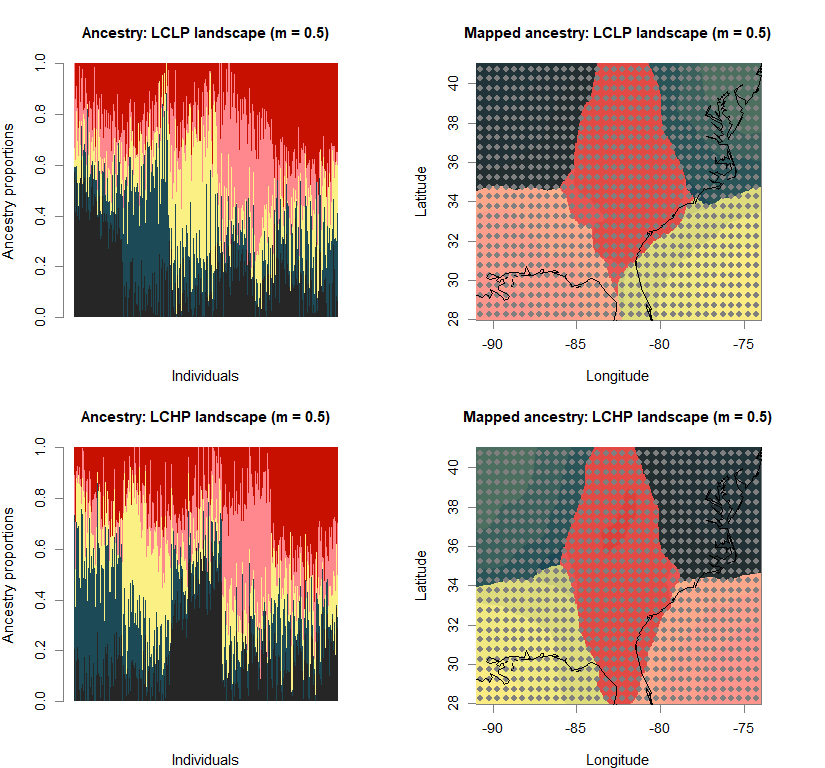 Ancestry: LCLP landscape (m = 0.5)
Ancestry proportions
0.0 0.2 0.4 0.6 0.8 1.0
Individuals
Mapped ancestry: LCLP landscape (m = 0.5)
Latitude
28 30 32 34 36 38 40
-90 -85 -80 -75
Longitude
Ancestry: LCHP landscape (m = 0.5)
Ancestry proportions
0.0 0.2 0.4 0.6 0.8 1.0
Individuals
Mapped ancestry: LCHP landscape (m = 0.5)
Latitude
28 30 32 34 36 38 40
-90 -85 -80 -75
Longitude